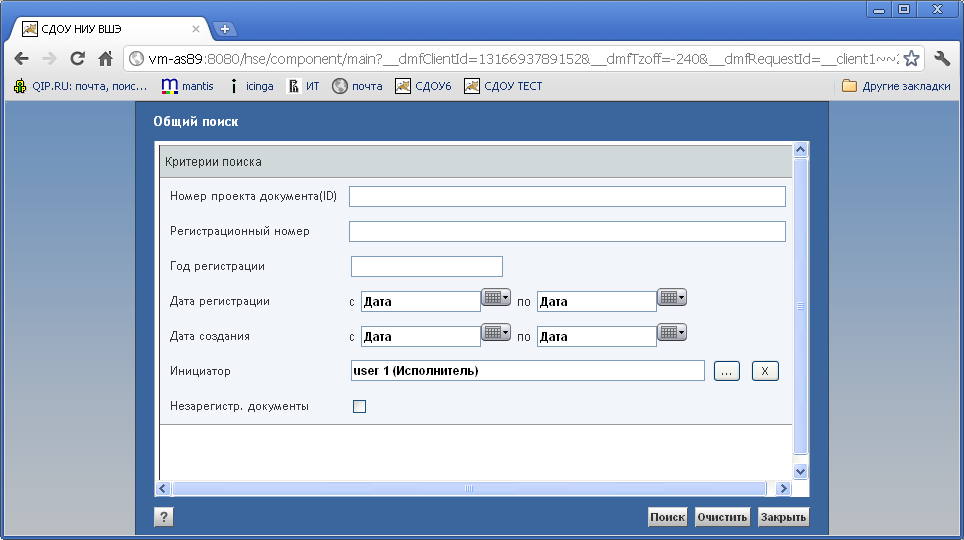 СДОУ НИУ ВШЭ
vm-as89:8080/hse/component/main?__dmfClientId=1316693789152&__dmfTzoff=-240&__dmfRequestId=__client1~~2
QIP.RU: почта, поис... mantis icinga ИТ почта СДОУ6 СДОУ ТЕСТ Другие закладки
Общий поиск
Критерии поиска
Номер проекта документа(ID)
Регистрационный номер
Год регистрации
Дата регистрации с Дата по Дата
Дата создания с Дата по Дата
Инициатор user 1 (Исполнитель) ... X
Незарегистр. документы
? Поиск Очистить Закрыть